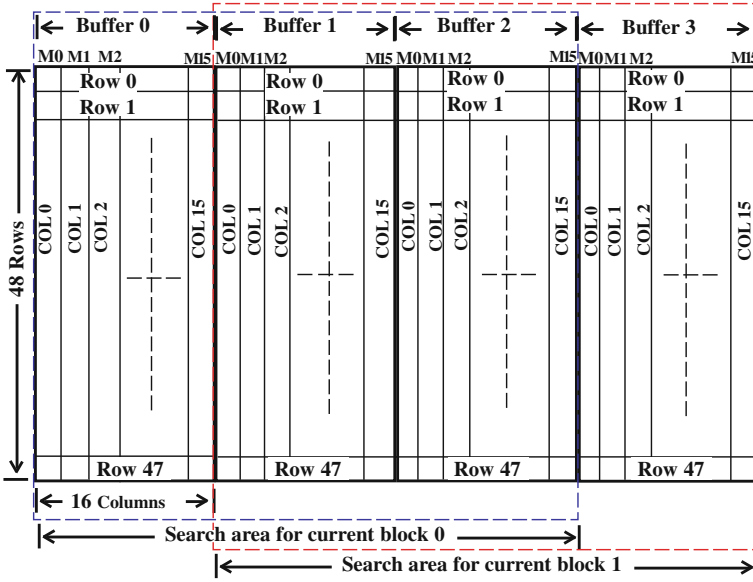 Buffer 0 Buffer 1 Buffer 2 Buffer 3
M0 M1 M2 M15 M0 M1 M2 M15 M0 M1 M2 M15 M0 M1 M2 M15
Row 0 Row 0 Row 0 Row 0
Row 1 Row 1 Row 1 Row 1
48 Rows
COL 0 COL 1 COL 2 COL 15 COL 0 COL 1 COL 2 COL 15 COL 0 COL 1 COL 2 COL 15 COL 0 COL 1 COL 2 COL 15
Row 47 Row 47 Row 47 Row 47
16 Columns
Search area for current block 0
Search area for current block 1